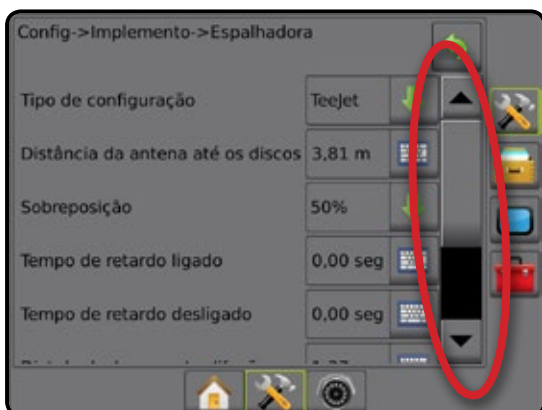 Config->Implemento->Espalhadora
Tipo de configuração TeeJet
Distância da antena até os discos 3,81 m
Sobreposição 50%
Tempo de retardo ligado 0,00 seg
Tempo de retardo desligado 0,00 seg